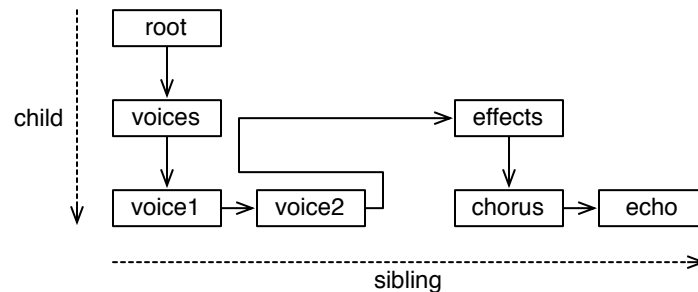 root
child
voices
effects
voice1
voice2
chorus
echo
sibling